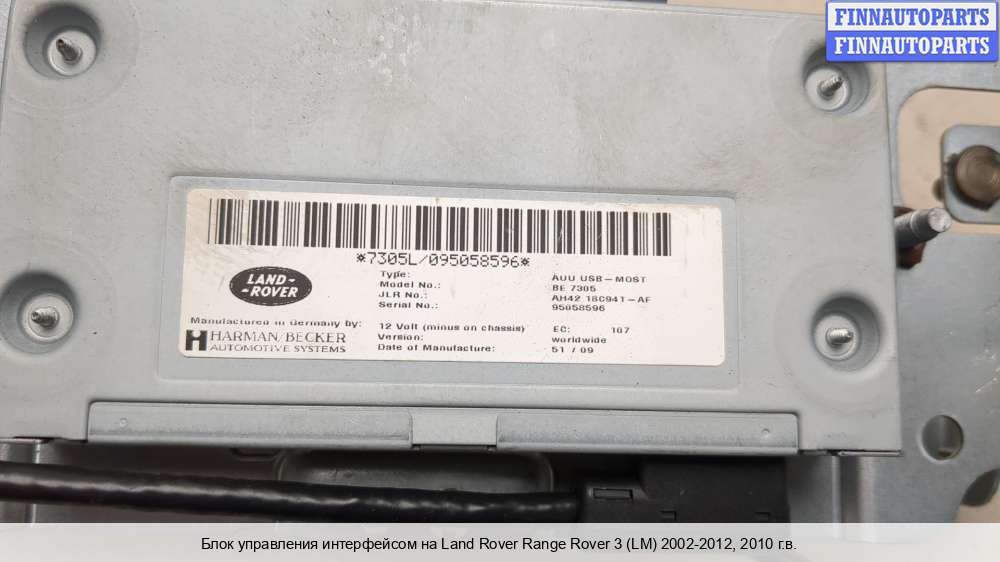 FINNAUTOPARTS
FINNAUTOPARTS
*7305L/095058596*
LAND-
-ROVER
Type: AUU USB-MOST
Model No.: BE 7305
JLR No.: AH42 18C941-AF
Serial No.: 95058596
Manufactured in Germany by:
HARMAN/BECKER
AUTOMOTIVE SYSTEMS
12 Volt (minus on chassis) EC: 107
Version: worldwide
Date of Manufacture: 51 / 09
Блок управления интерфейсом на Land Rover Range Rover 3 (LM) 2002-2012, 2010 г.в.